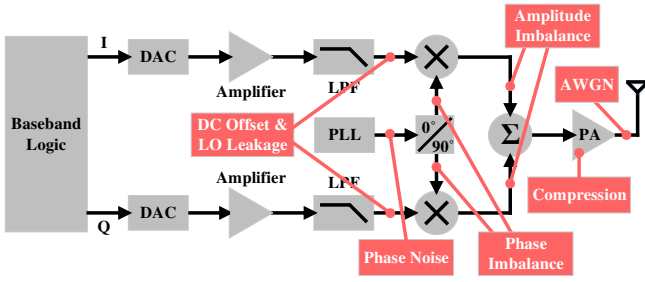 I
DAC
Amplifier
LPF
Amplitude
Imbalance
AWGN
Baseband
Logic
DC Offset &
LO Leakage
PLL
0°
90°
Σ
PA
Amplifier
LPF
Compression
DAC
Q
Phase Noise
Phase
Imbalance